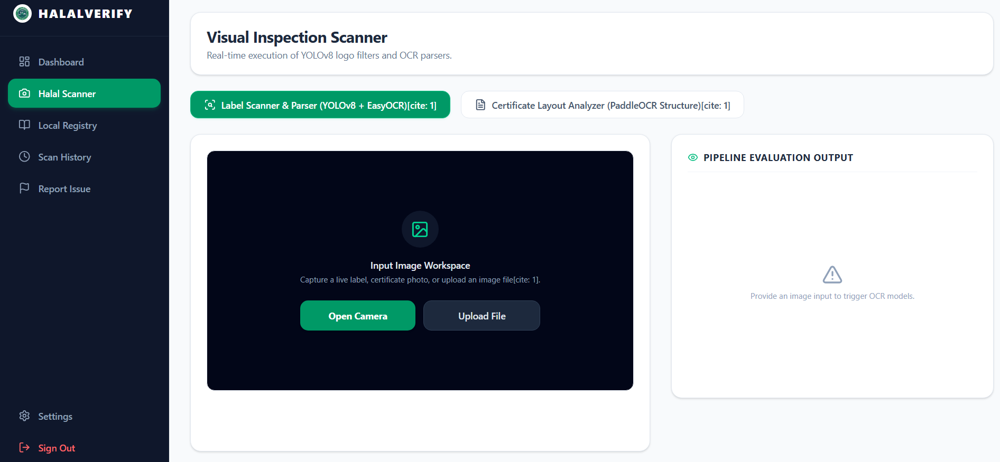 HALALVERIFY
Dashboard
Halal Scanner
Local Registry
Scan History
Report Issue
Settings
Sign Out
Visual Inspection Scanner
Real-time execution of YOLOv8 logo filters and OCR parsers.
Label Scanner & Parser (YOLOv8 + EasyOCR)[cite: 1]
Certificate Layout Analyzer (PaddleOCR Structure)[cite: 1]
Input Image Workspace
Capture a live label, certificate photo, or upload an image file[cite: 1].
Open Camera
Upload File
PIPELINE EVALUATION OUTPUT
Provide an image input to trigger OCR models.